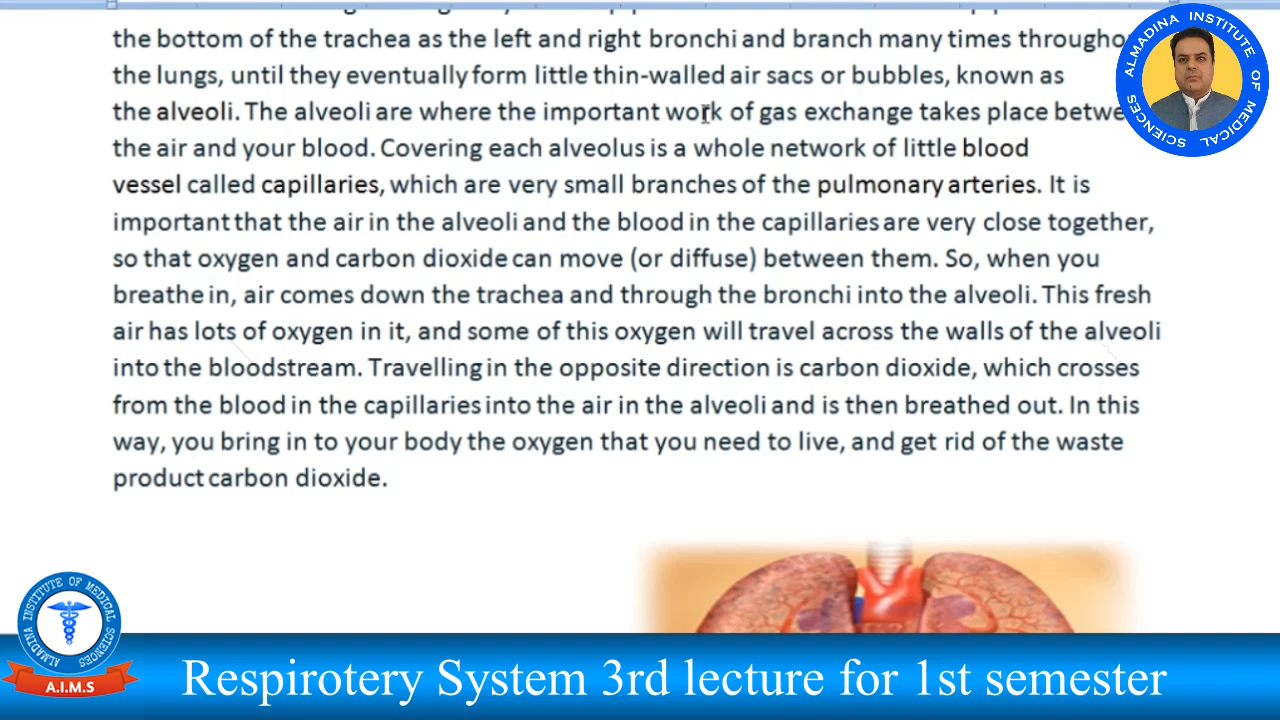 the bottom of the trachea as the left and right bronchi and branch many times
the lungs, until they eventually form little thin-walled air sacs or bubbles, known as
the alveoli. The alveoli are where the important work of gas exchange takes place
the air and your blood. Covering each alveolus is a whole network of little blood
vessel called capillaries, which are very small branches of the pulmonary arteries. It is
important that the air in the alveoli and the blood in the capillaries are very close together,
so that oxygen and carbon dioxide can move (or diffuse) between them. So, when you
breathe in, air comes down the trachea and through the bronchi into the alveoli. This fresh
air has lots of oxygen in it, and some of this oxygen will travel across the walls of the alveoli
into the bloodstream. Travelling in the opposite direction is carbon dioxide, which crosses
from the blood in the capillaries into the air in the alveoli and is then breathed out. In this
way, you bring in to your body the oxygen that you need to live, and get rid of the waste
product carbon dioxide.
ALMADINA INSTITUTE OF MEDICAL SCIENCES
ALMADINA INSTITUTE OF MEDICAL SCIENCES
A.I.M.S
Respirotery System 3rd lecture for 1st semester